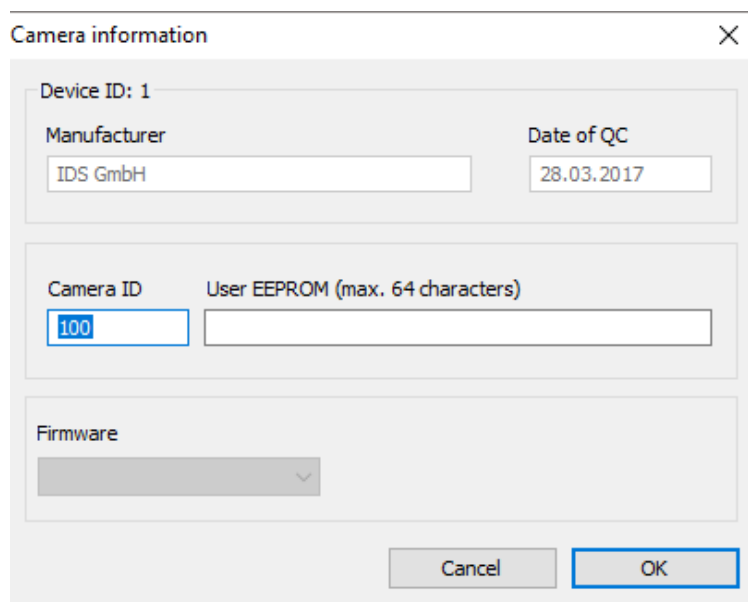 Camera information
Device ID: 1
Manufacturer Date of QC
IDS GmbH 28.03.2017
Camera ID User EEPROM (max. 64 characters)
100
Firmware
Cancel OK